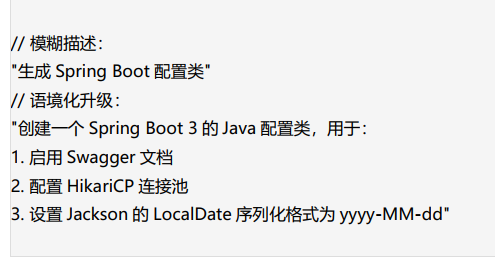 // 模糊描述：
"生成 Spring Boot 配置类"
// 语境化升级：
"创建一个 Spring Boot 3 的 Java 配置类，用于：
1. 启用 Swagger 文档
2. 配置 HikariCP 连接池
3. 设置 Jackson 的 LocalDate 序列化格式为 yyyy-MM-dd"